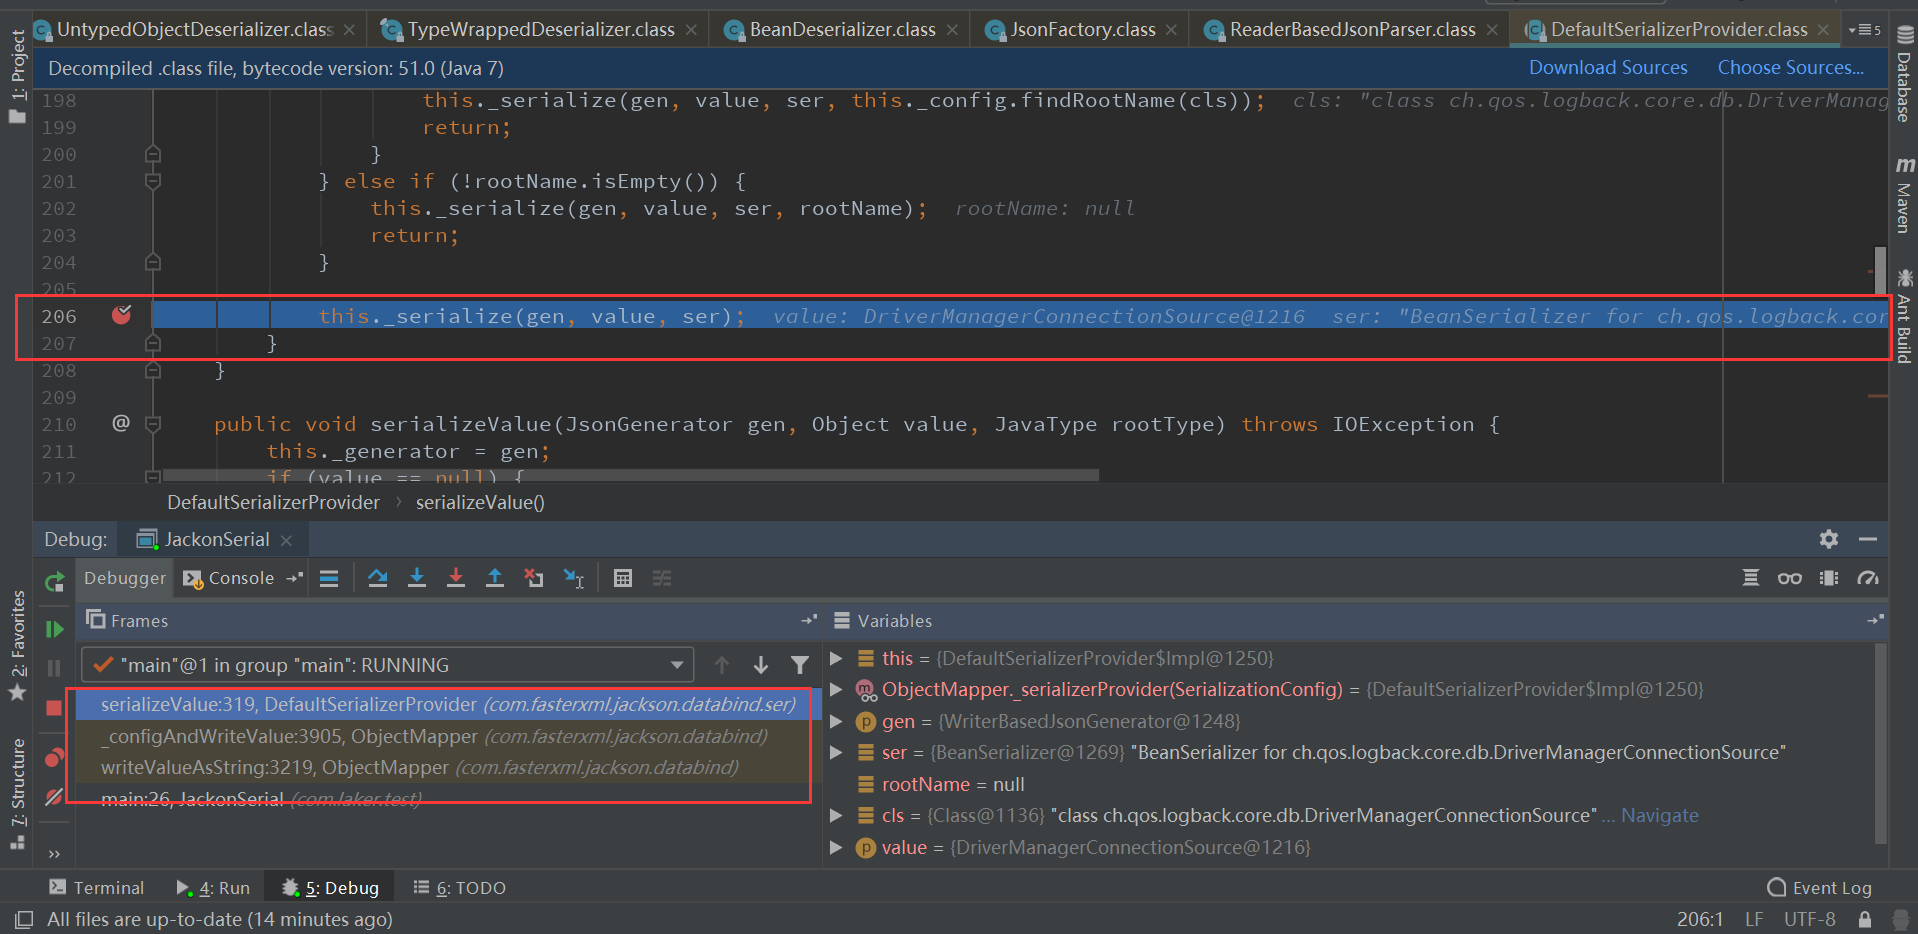 UntypedObjectDeserializer.class
TypeWrappedDeserializer.class
BeanDeserializer.class
JsonFactory.class
ReaderBasedJsonParser.class
DefaultSerializerProvider.class
5
Decompiled .class file, bytecode version: 51.0 (Java 7)
Download Sources
Choose Sources...
1: Project
2: Favorites
7: Structure
Database
Maven
Ant Build
198 this._serialize(gen, value, ser, this._config.findRootName(cls)); cls: "class ch.qos.logback.core.db.DriverManag
199 return;
200 }
201 } else if (!rootName.isEmpty()) {
202 this._serialize(gen, value, ser, rootName); rootName: null
203 return;
204 }
205
206 this._serialize(gen, value, ser); value: DriverManagerConnectionSource@1216 ser: "BeanSerializer for ch.qos.logback.cor
207 }
208 }
209
210 @ public void serializeValue(JsonGenerator gen, Object value, JavaType rootType) throws IOException {
211 this._generator = gen;
212 if (value == null) {
DefaultSerializerProvider › serializeValue()
Debug: JackonSerial
Debugger Console
Frames
Variables
"main"@1 in group "main": RUNNING
serializeValue:319, DefaultSerializerProvider (com.fasterxml.jackson.databind.ser)
_configAndWriteValue:3905, ObjectMapper (com.fasterxml.jackson.databind)
writeValueAsString:3219, ObjectMapper (com.fasterxml.jackson.databind)
main:26, JackonSerial (com.laker.test)
this = {DefaultSerializerProvider$Impl@1250}
ObjectMapper._serializerProvider(SerializationConfig) = {DefaultSerializerProvider$Impl@1250}
gen = {WriterBasedJsonGenerator@1248}
ser = {BeanSerializer@1269} "BeanSerializer for ch.qos.logback.core.db.DriverManagerConnectionSource"
rootName = null
cls = {Class@1136} "class ch.qos.logback.core.db.DriverManagerConnectionSource" ... Navigate
value = {DriverManagerConnectionSource@1216}
Terminal 4: Run 5: Debug 6: TODO
Event Log
All files are up-to-date (14 minutes ago)
206:1 LF UTF-8